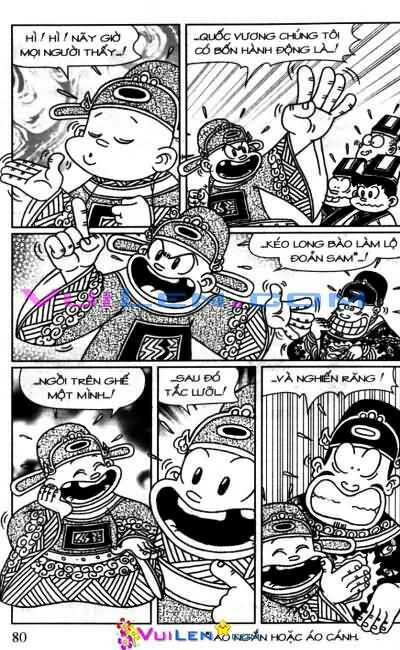 HÌ! HÌ! NÃY GIỜ
MỌI NGƯỜI THẤY...!
...QUỐC VƯƠNG CHÚNG TÔI
CÓ BỐN HÀNH ĐỘNG LÀ...!
...KÉO LONG BÀO LÀM LỘ
ĐOẢN SAM*...!
VUILEN.COM
...NGỒI TRÊN GHẾ
MỘT MÌNH...!
...SAU ĐÓ
TẮC LƯỠI...!
...VÀ NGHIẾN RĂNG!
80
VUILEN
ÁO NGẮN HOẶC ÁO CÁNH.